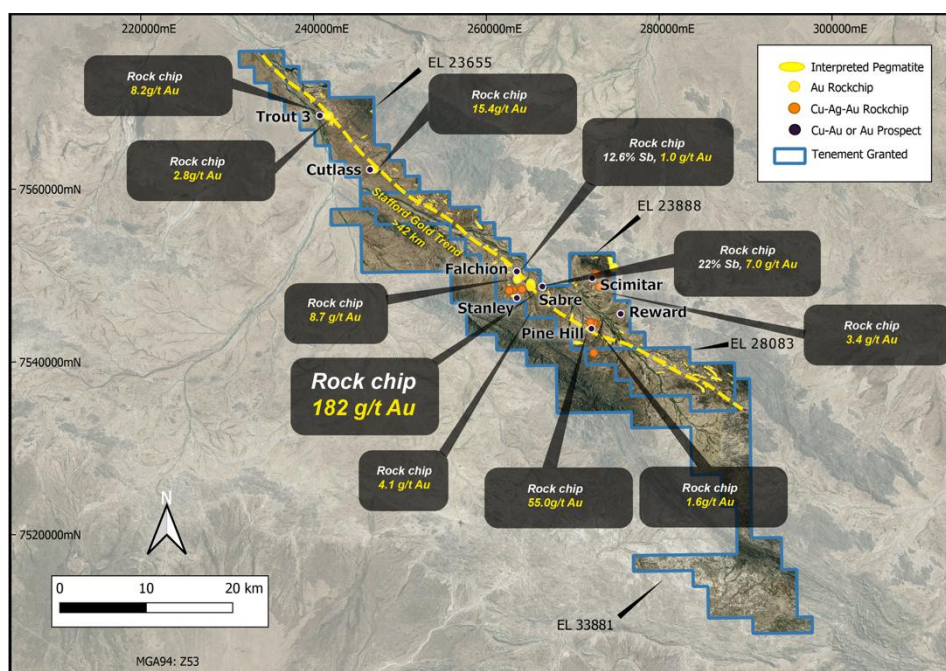 220000mE
240000mE
260000mE
280000mE
300000mE
EL 23655
Rock chip
8.2g/t Au
Rock chip
15.4g/t Au
Interpreted Pegmatite
Au Rockchip
Cu-Ag-Au Rockchip
Cu-Au or Au Prospect
Tenement Granted
Trout 3
Rock chip
12.6% Sb, 1.0 g/t Au
Rock chip
2.8g/t Au
Cutlass
7560000mN
Stafford Gold Trend
>42 km
EL 23888
Rock chip
22% Sb, 7.0 g/t Au
Falchion
Scimitar
Sabre
Stanley
Rock chip
8.7 g/t Au
Reward
Pine Hill
Rock chip
3.4 g/t Au
EL 28083
7540000mN
Rock chip
182 g/t Au
Rock chip
4.1 g/t Au
Rock chip
55.0g/t Au
Rock chip
1.6g/t Au
N
7520000mN
0 10 20 km
EL 33881
MGA94: Z53